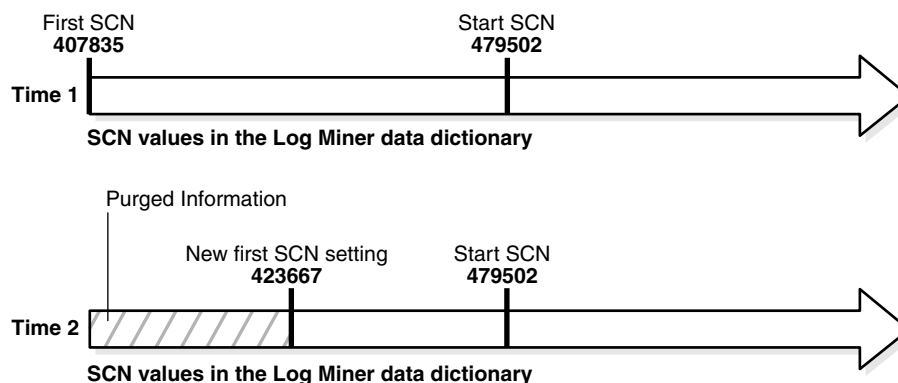 First SCN
407835
Start SCN
479502
Time 1
SCN values in the Log Miner data dictionary
Purged Information
New first SCN setting
423667
Start SCN
479502
Time 2
SCN values in the Log Miner data dictionary